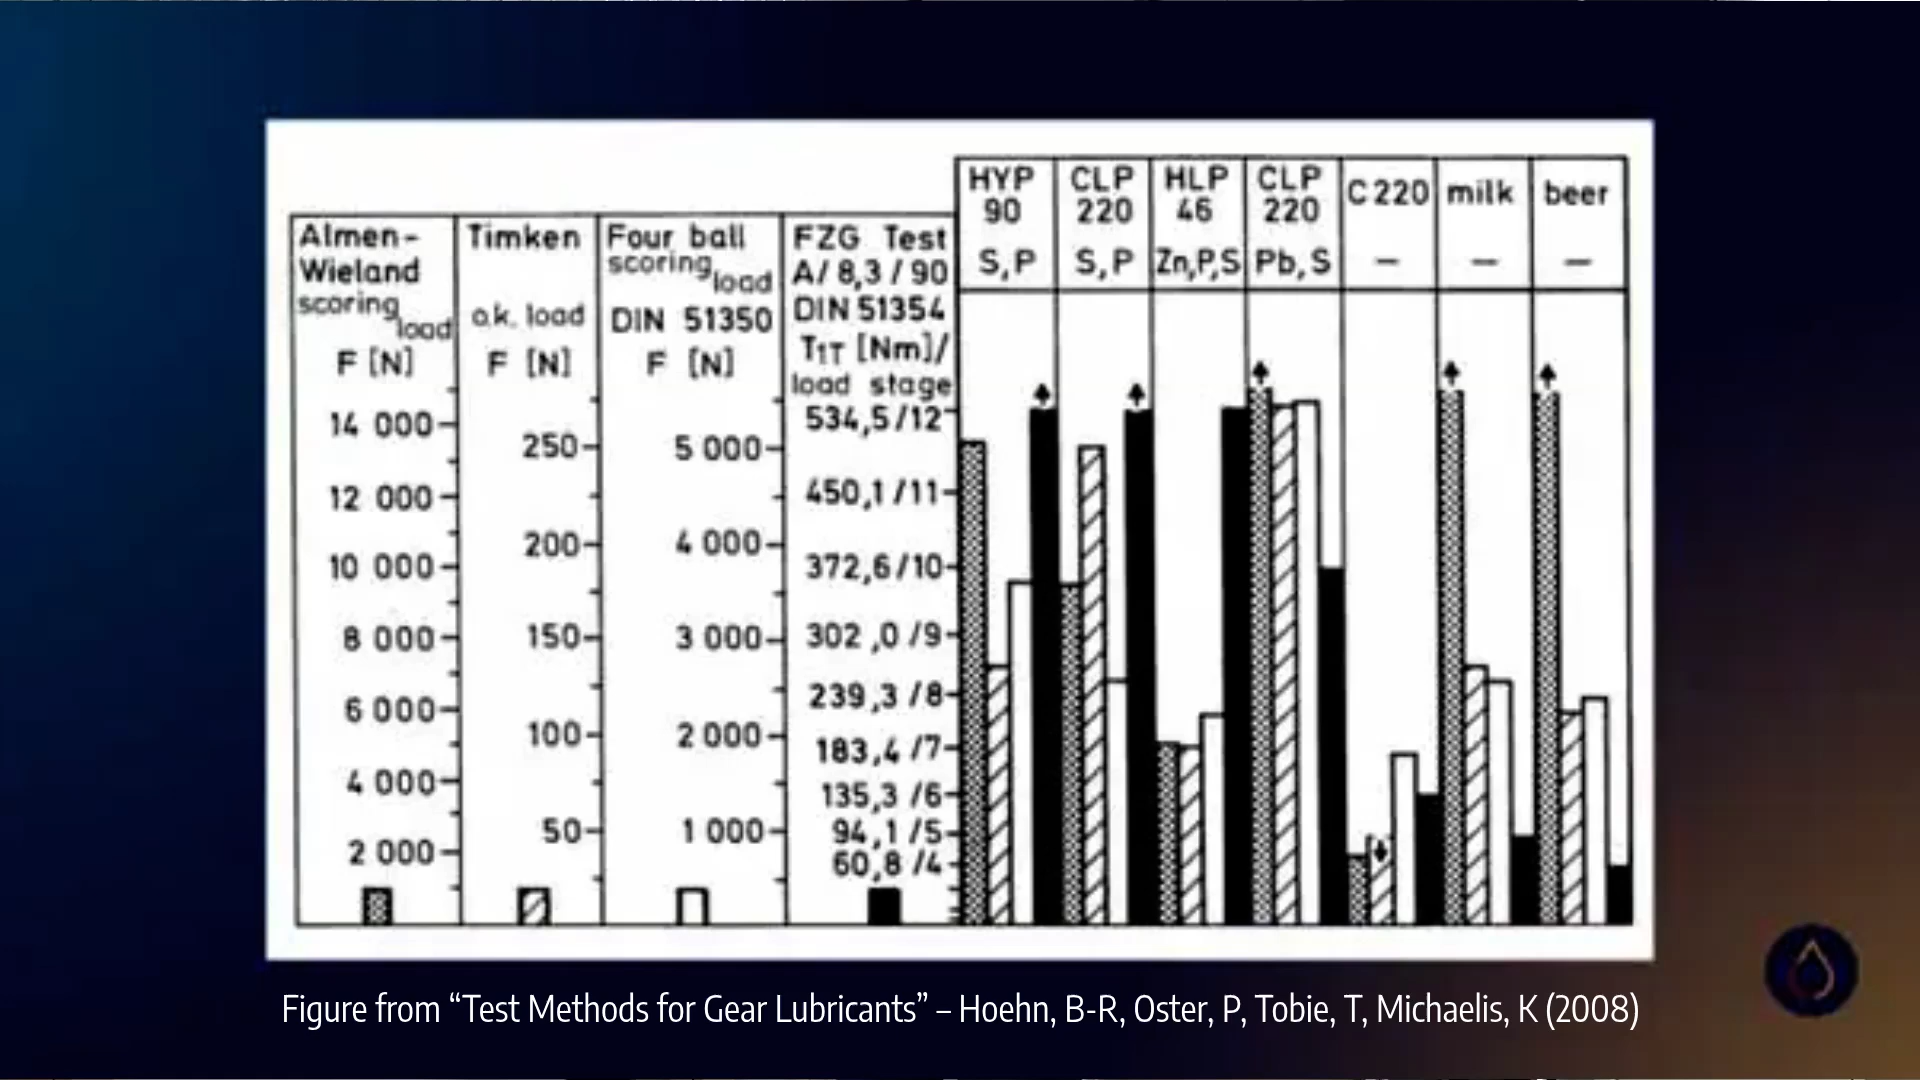 HYP 90 S,P
CLP 220 S,P
HLP 46 Zn,P,S
CLP 220 Pb,S
C 220 –
milk –
beer –
Almen-
Wieland
scoring load
F [N]
14 000
12 000
10 000
8 000
6 000
4 000
2 000
Timken
o.k. load
F [N]
250
200
150
100
50
Four ball
scoring load
DIN 51350
F [N]
5 000
4 000
3 000
2 000
1 000
FZG Test
A/ 8,3 / 90
DIN 51354
T1T [Nm]/
load stage
534,5/12
450,1/11
372,6/10
302,0/9
239,3/8
183,4/7
135,3/6
94,1/5
60,8/4
Figure from “Test Methods for Gear Lubricants” – Hoehn, B-R, Oster, P, Tobie, T, Michaelis, K (2008)